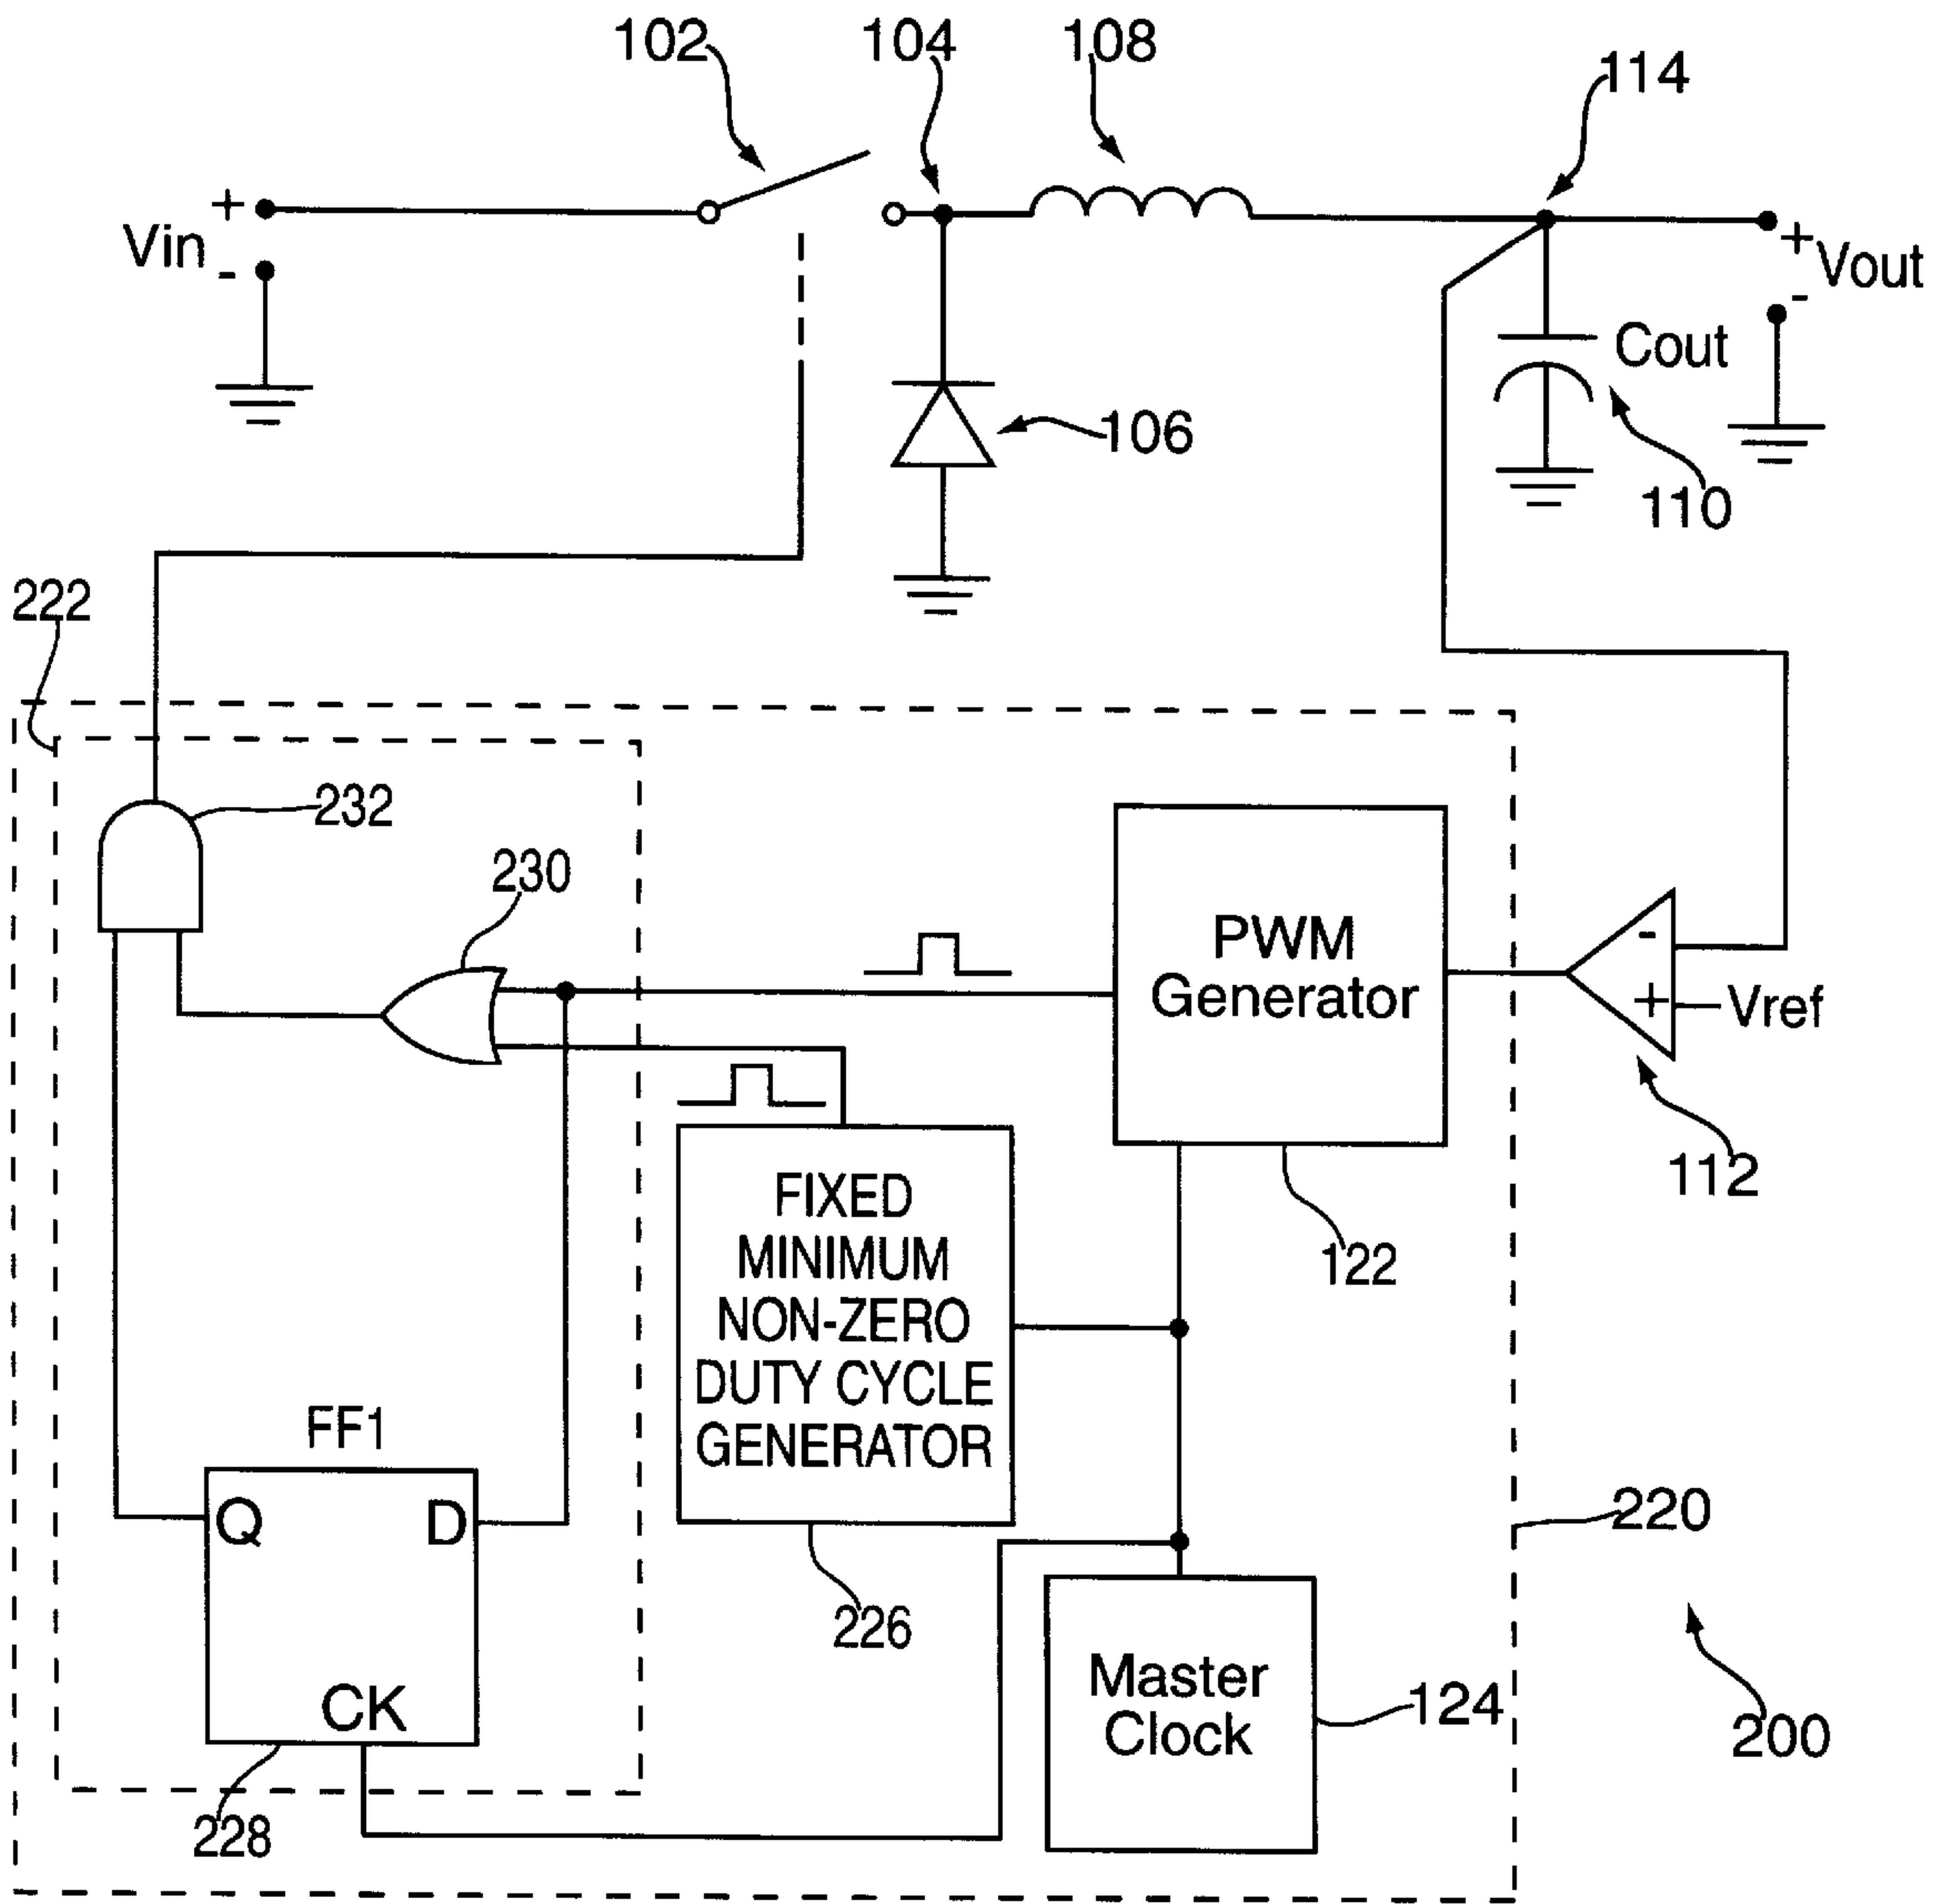 102
104
108
114
+
Vin
-
+
Vout
-
Cout
106
110
222
232
230
PWM
Generator
-
+
Vref
112
FIXED
MINIMUM
NON-ZERO
DUTY CYCLE
GENERATOR
122
FF1
Q
D
CK
226
220
Master
Clock
124
200
228